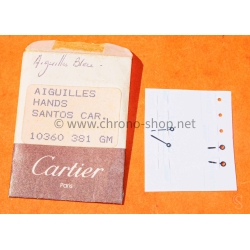 Aiguilles Bleu -
AIGUILLES
HANDS
SANTOS CAR.
10360 381 GM
Cartier
Paris
www.chrono-shop.net